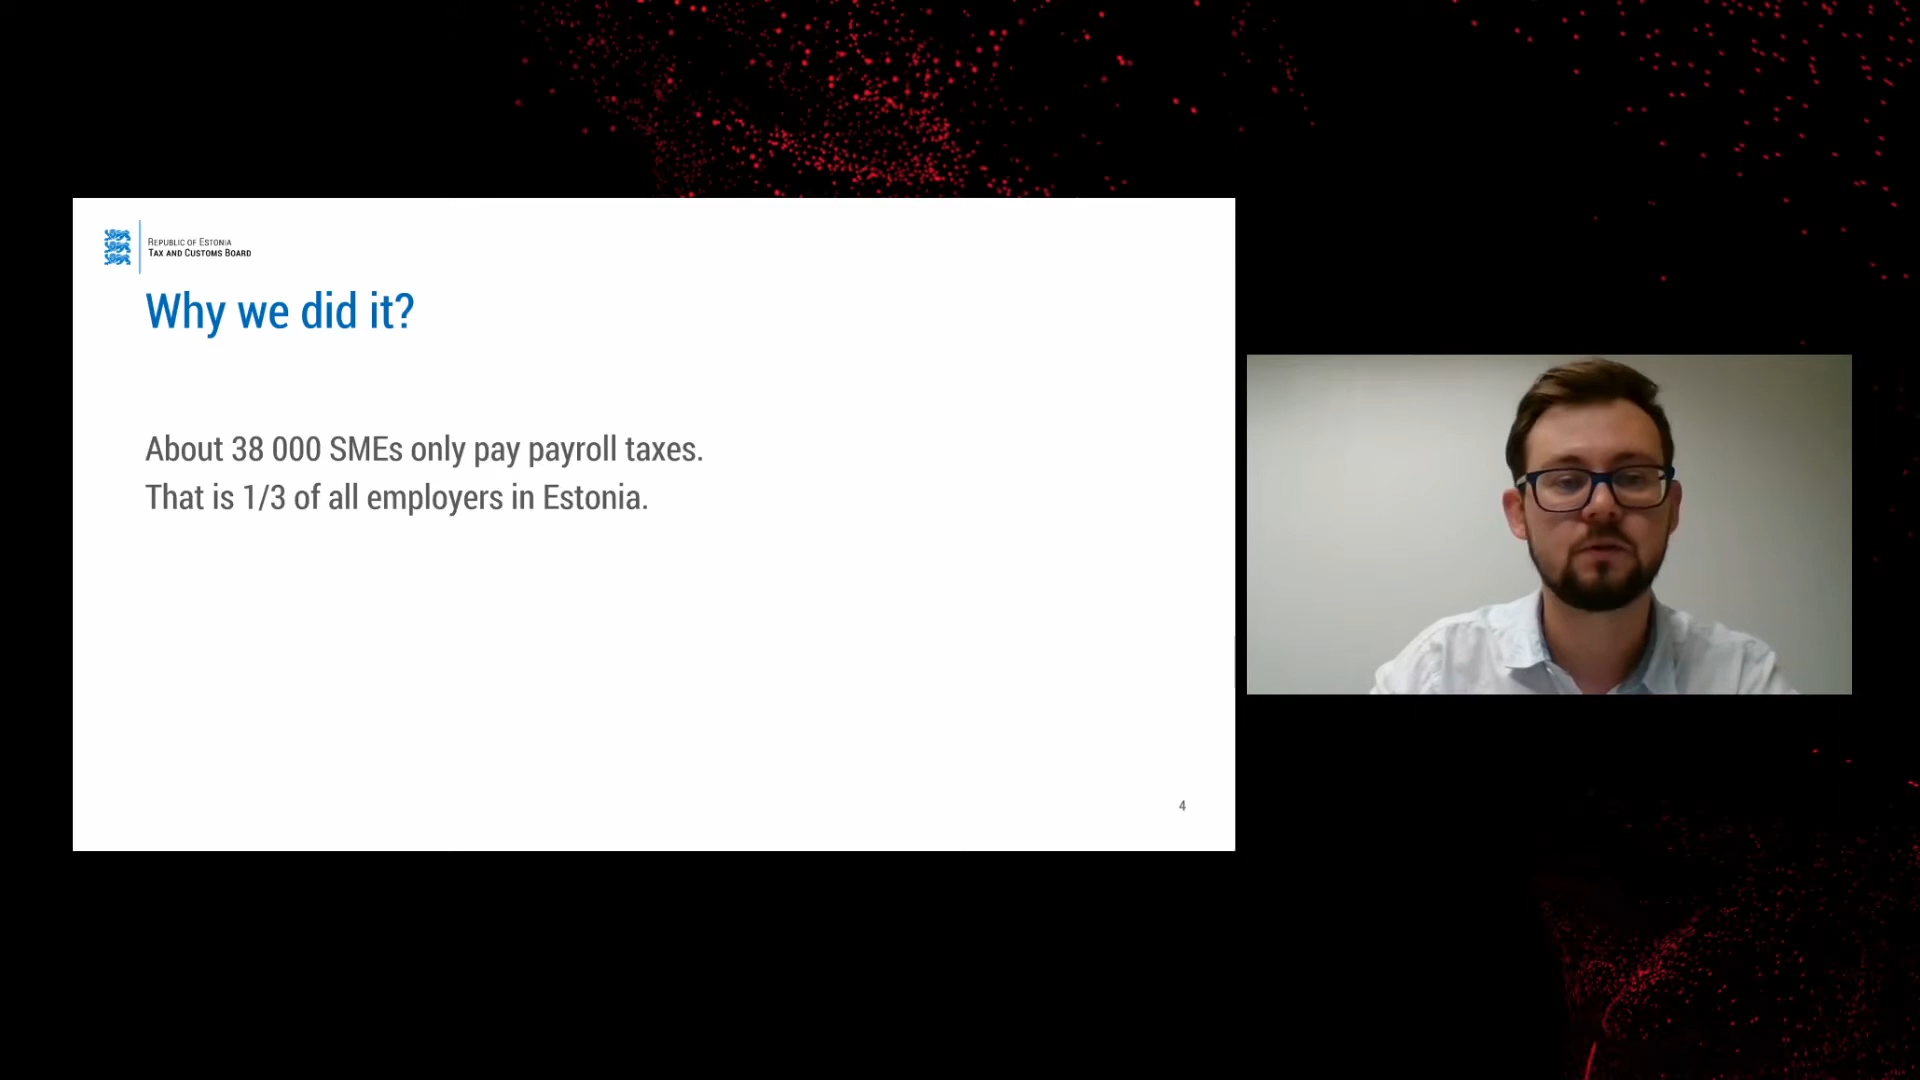 REPUBLIC OF ESTONIA
TAX AND CUSTOMS BOARD
Why we did it?
About 38 000 SMEs only pay payroll taxes.
That is 1/3 of all employers in Estonia.
4